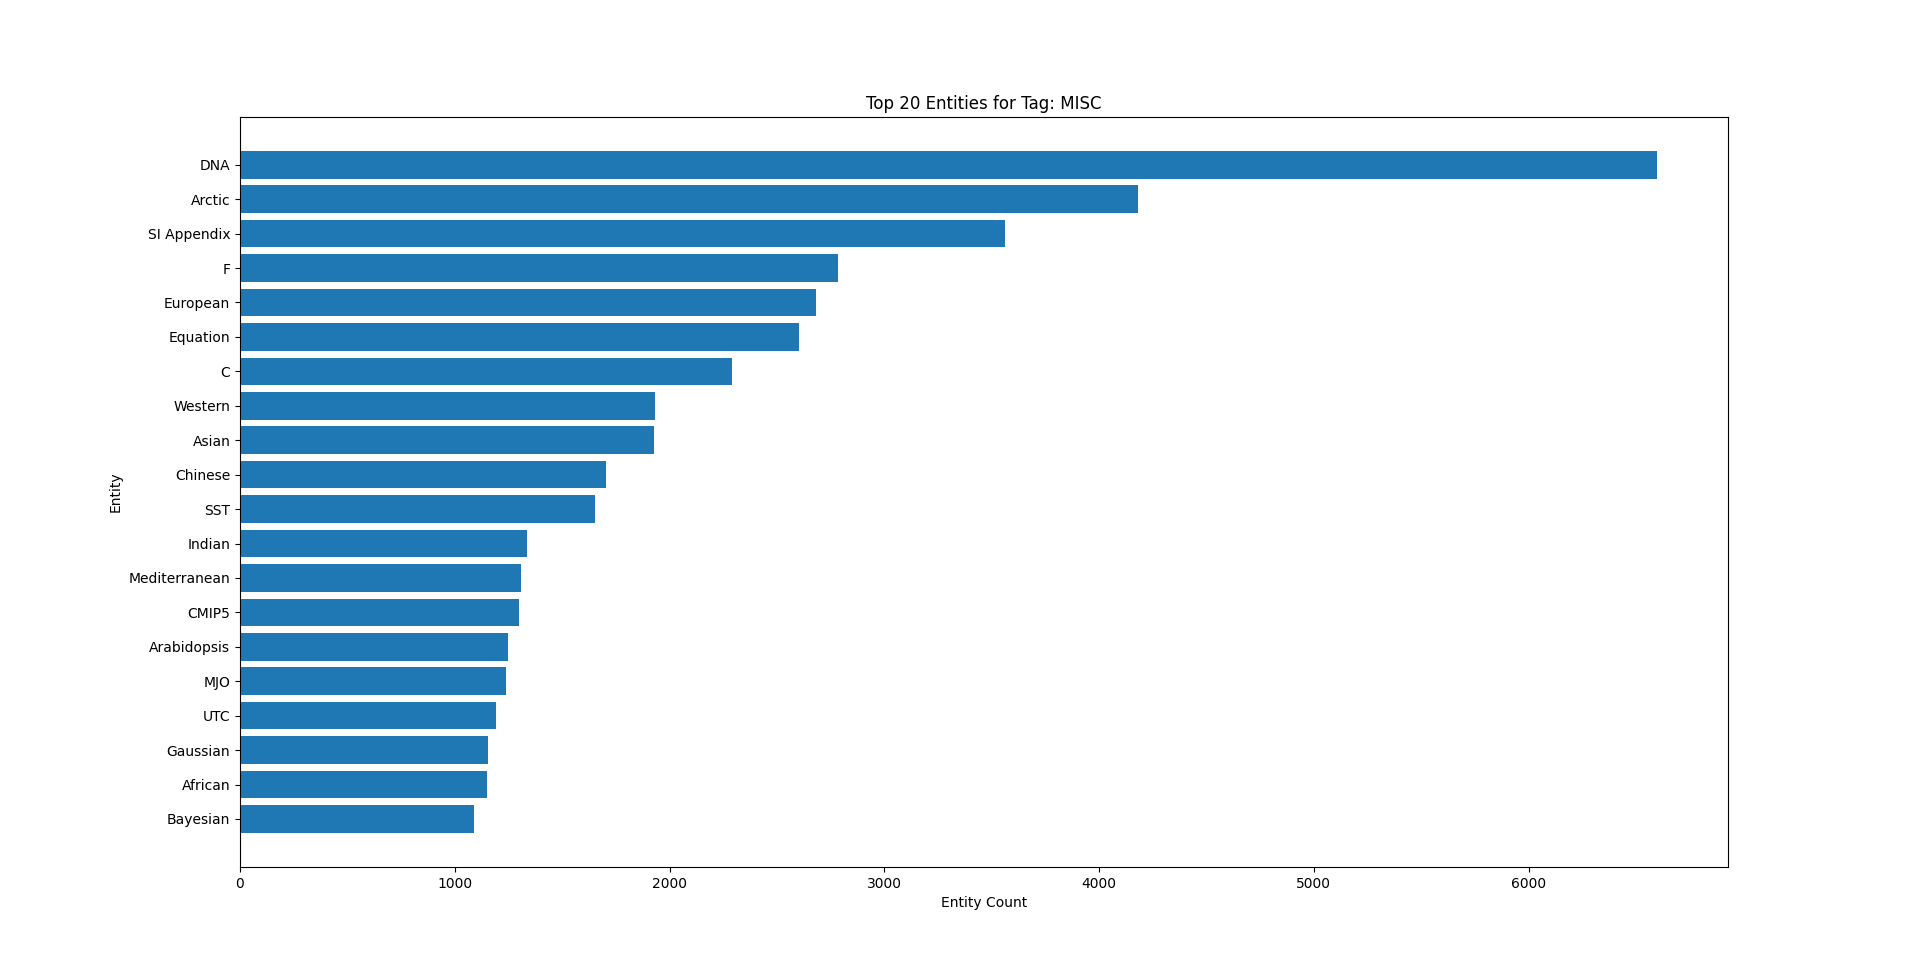 Top 20 Entities for Tag: MISC
DNA
Arctic
SI Appendix
F
European
Equation
C
Western
Asian
Chinese
SST
Indian
Mediterranean
CMIP5
Arabidopsis
MJO
UTC
Gaussian
African
Bayesian
Entity
0 1000 2000 3000 4000 5000 6000
Entity Count